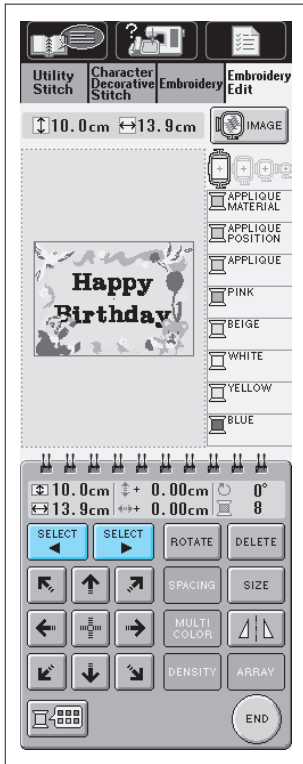 Utility Stitch
Character Decorative Stitch
Embroidery
Embroidery Edit
10.0cm 13.9cm
IMAGE
APPLIQUE MATERIAL
APPLIQUE POSITION
APPLIQUE
Happy
Birthday
PINK
BEIGE
WHITE
YELLOW
BLUE
10.0cm + 0.00cm 0°
13.9cm + 0.00cm 8
SELECT
SELECT
ROTATE
DELETE
SPACING
SIZE
MULTI COLOR
DENSITY
ARRAY
END